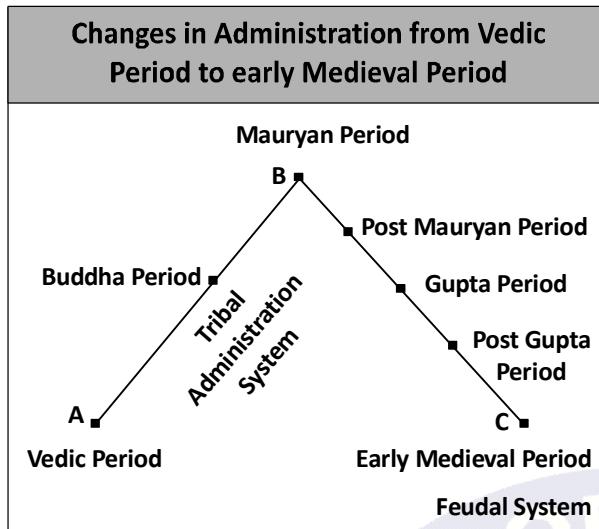 Changes in Administration from Vedic
Period to early Medieval Period
Mauryan Period
B
Post Mauryan Period
Buddha Period
Gupta Period
Tribal
Administration
System
Post Gupta
Period
A
C
Vedic Period
Early Medieval Period
Feudal System